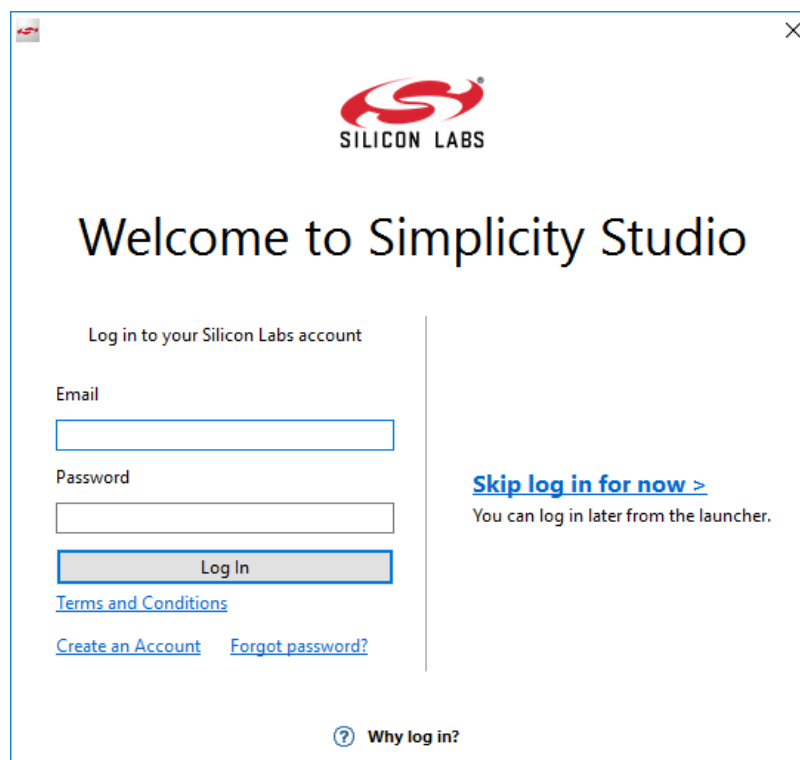 SILICON LABS
Welcome to Simplicity Studio
Log in to your Silicon Labs account
Email
Password
Log In
Terms and Conditions
Create an Account Forgot password?
Skip log in for now >
You can log in later from the launcher.
Why log in?